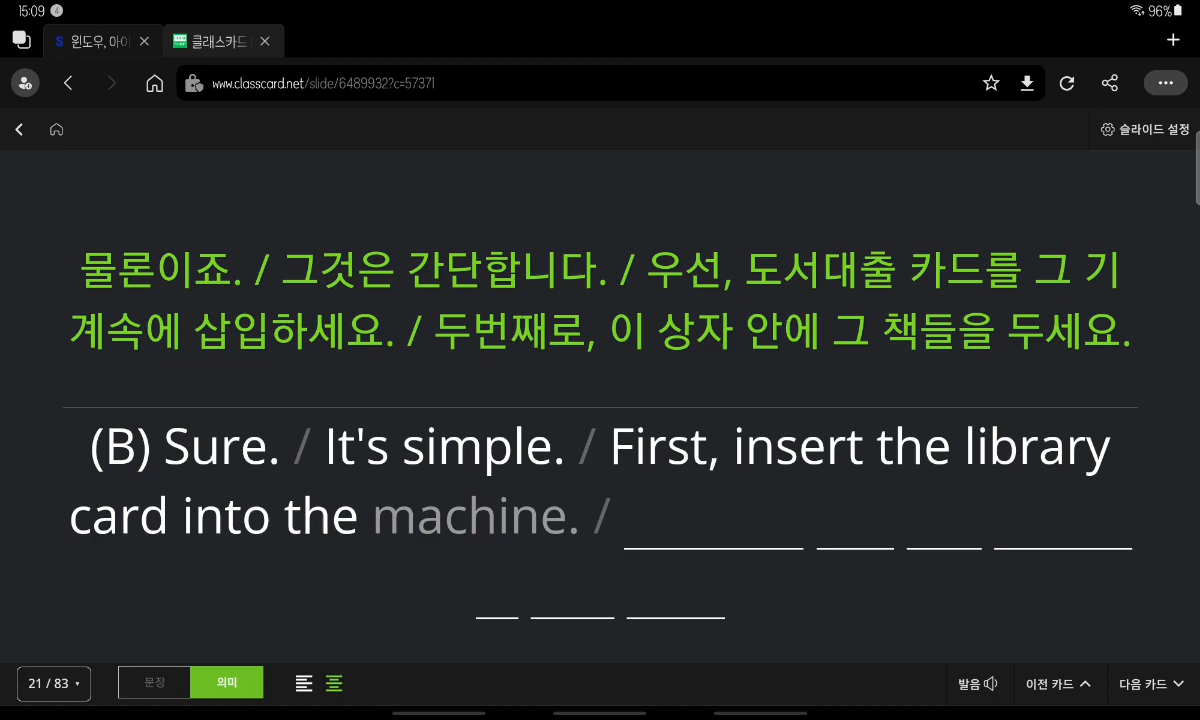 15:09 4 96%
S 윈도우, 아이 클래스카드
www.classcard.net/slide/6489932?c=57371
슬라이드 설정
물론이죠. / 그것은 간단합니다. / 우선, 도서대출 카드를 그 기
계속에 삽입하세요. / 두번째로, 이 상자 안에 그 책들을 두세요.
(B) Sure. / It's simple. / First, insert the library
card into the machine. /
21 / 83 문장 의미 발음 이전 카드 다음 카드